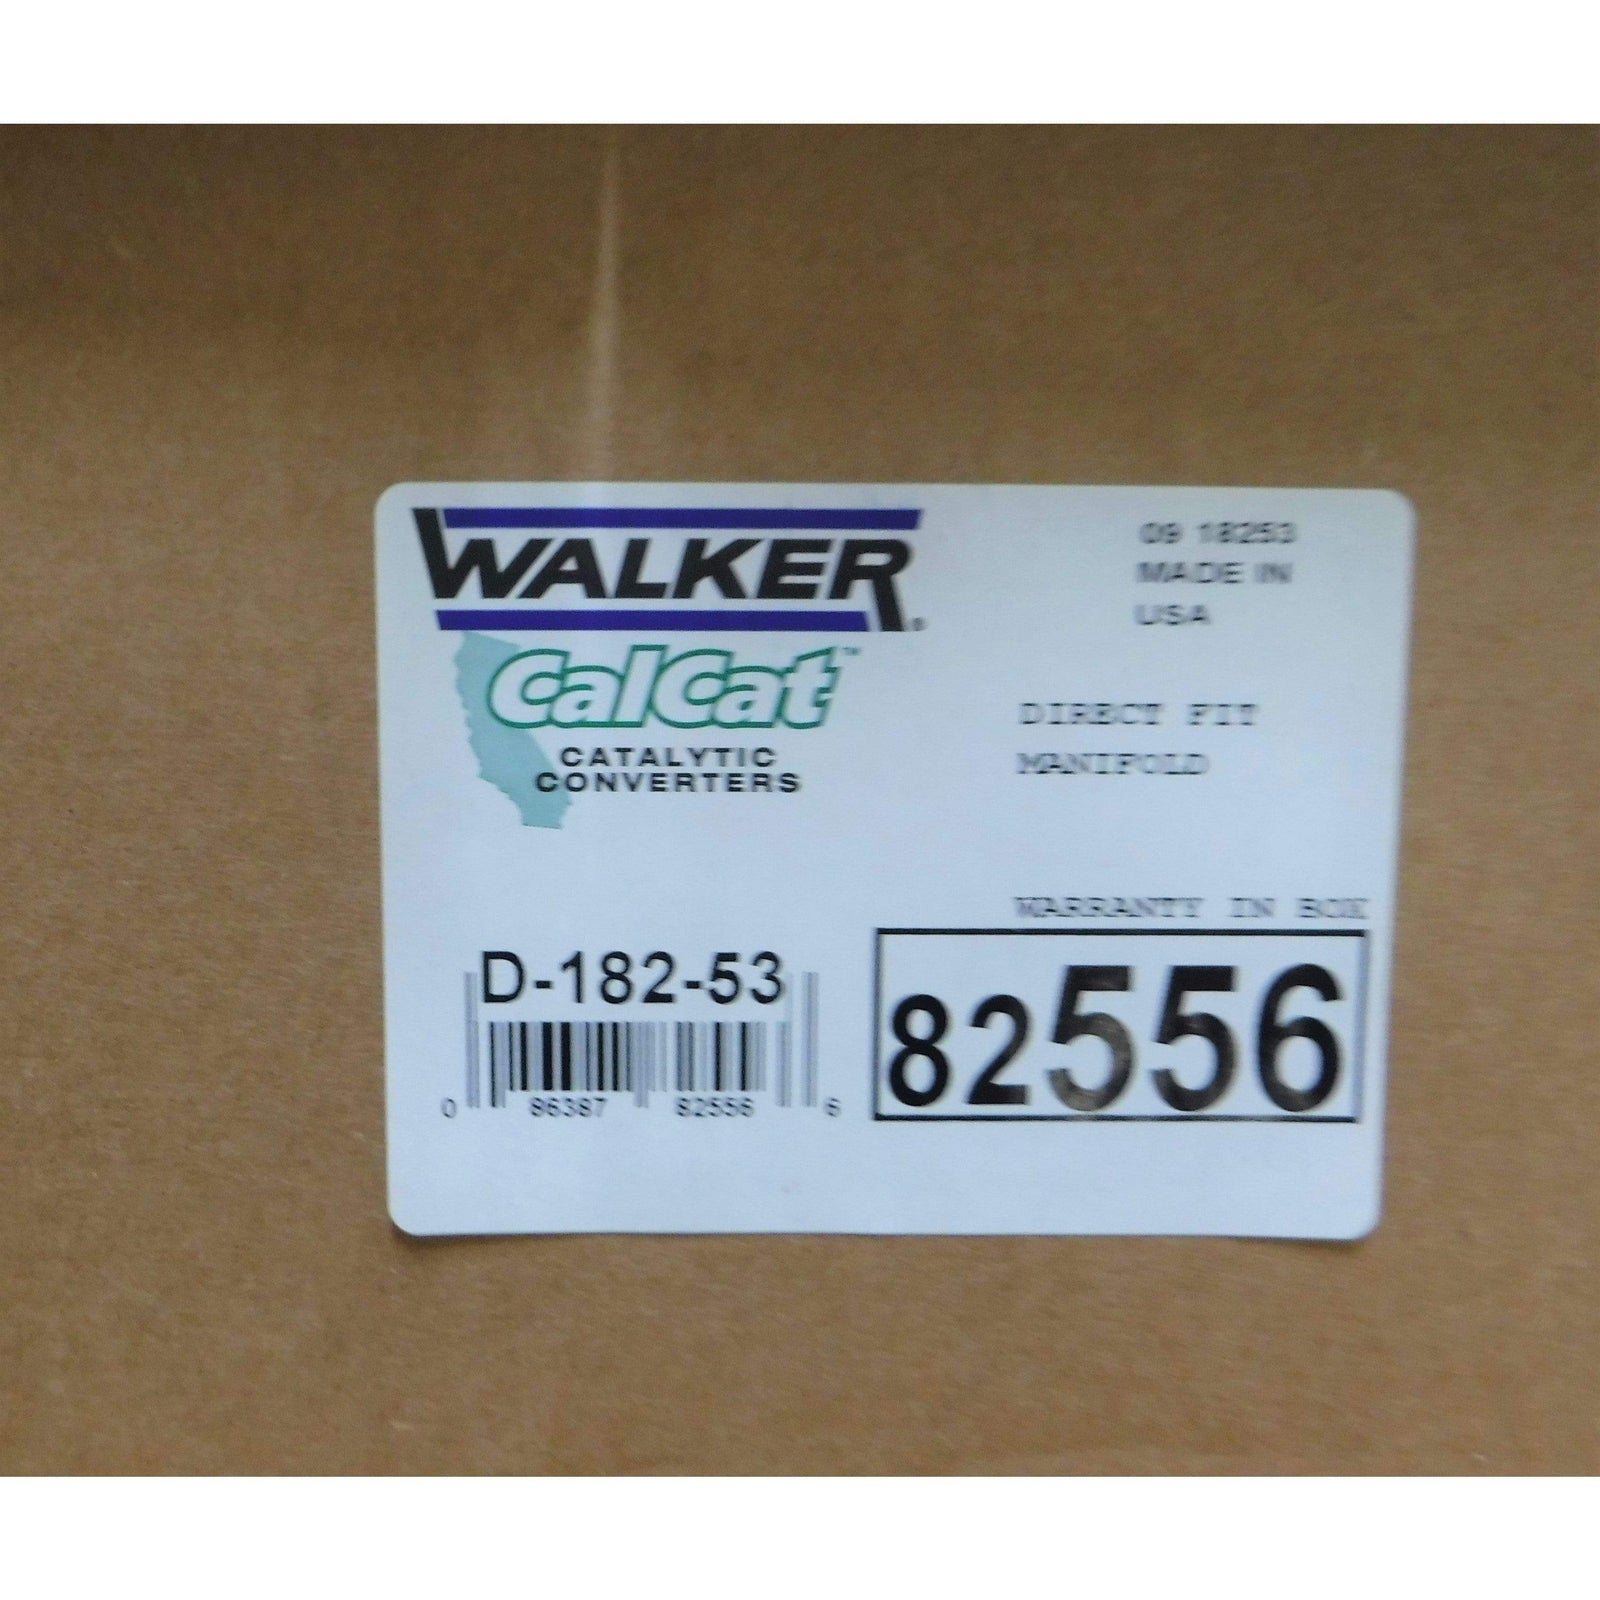 WALKER®
CalCat™
CATALYTIC
CONVERTERS
09 18253
MADE IN
USA
DIRECT FIT
MANIFOLD
WARRANTY IN BOX
D-182-53
0 86387 82556 6
82556